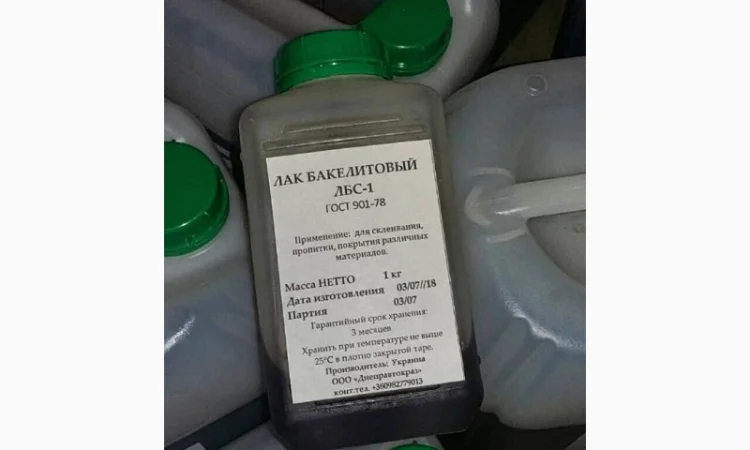 ЛАК БАКЕЛИТОВЫЙ
ЛБС-1
ГОСТ 901-78
Применение: для склеивания,
пропитки, покрытия различных
материалов.
Масса НЕТТО 1 кг
Дата изготовления 03/07//18
Партия 03/07
Гарантийный срок хранения:
3 месяцев
Хранить при температуре не выше
25°С в плотно закрытой таре.
Производитель: Украина
ООО «Днеправтокраз»
конт.тел. +380982779013